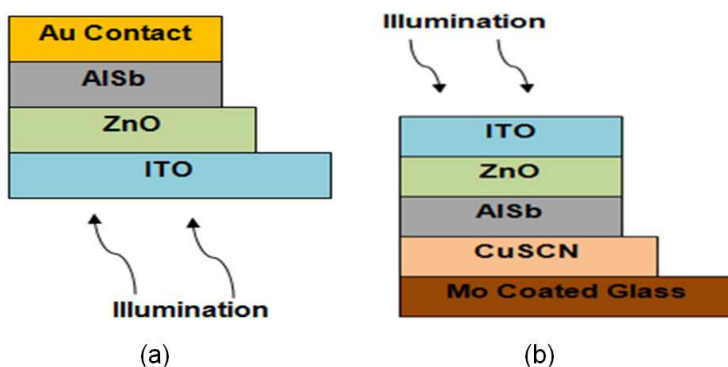 Au Contact
AlSb
ZnO
ITO
Illumination
(a)
Illumination
ITO
ZnO
AlSb
CuSCN
Mo Coated Glass
(b)